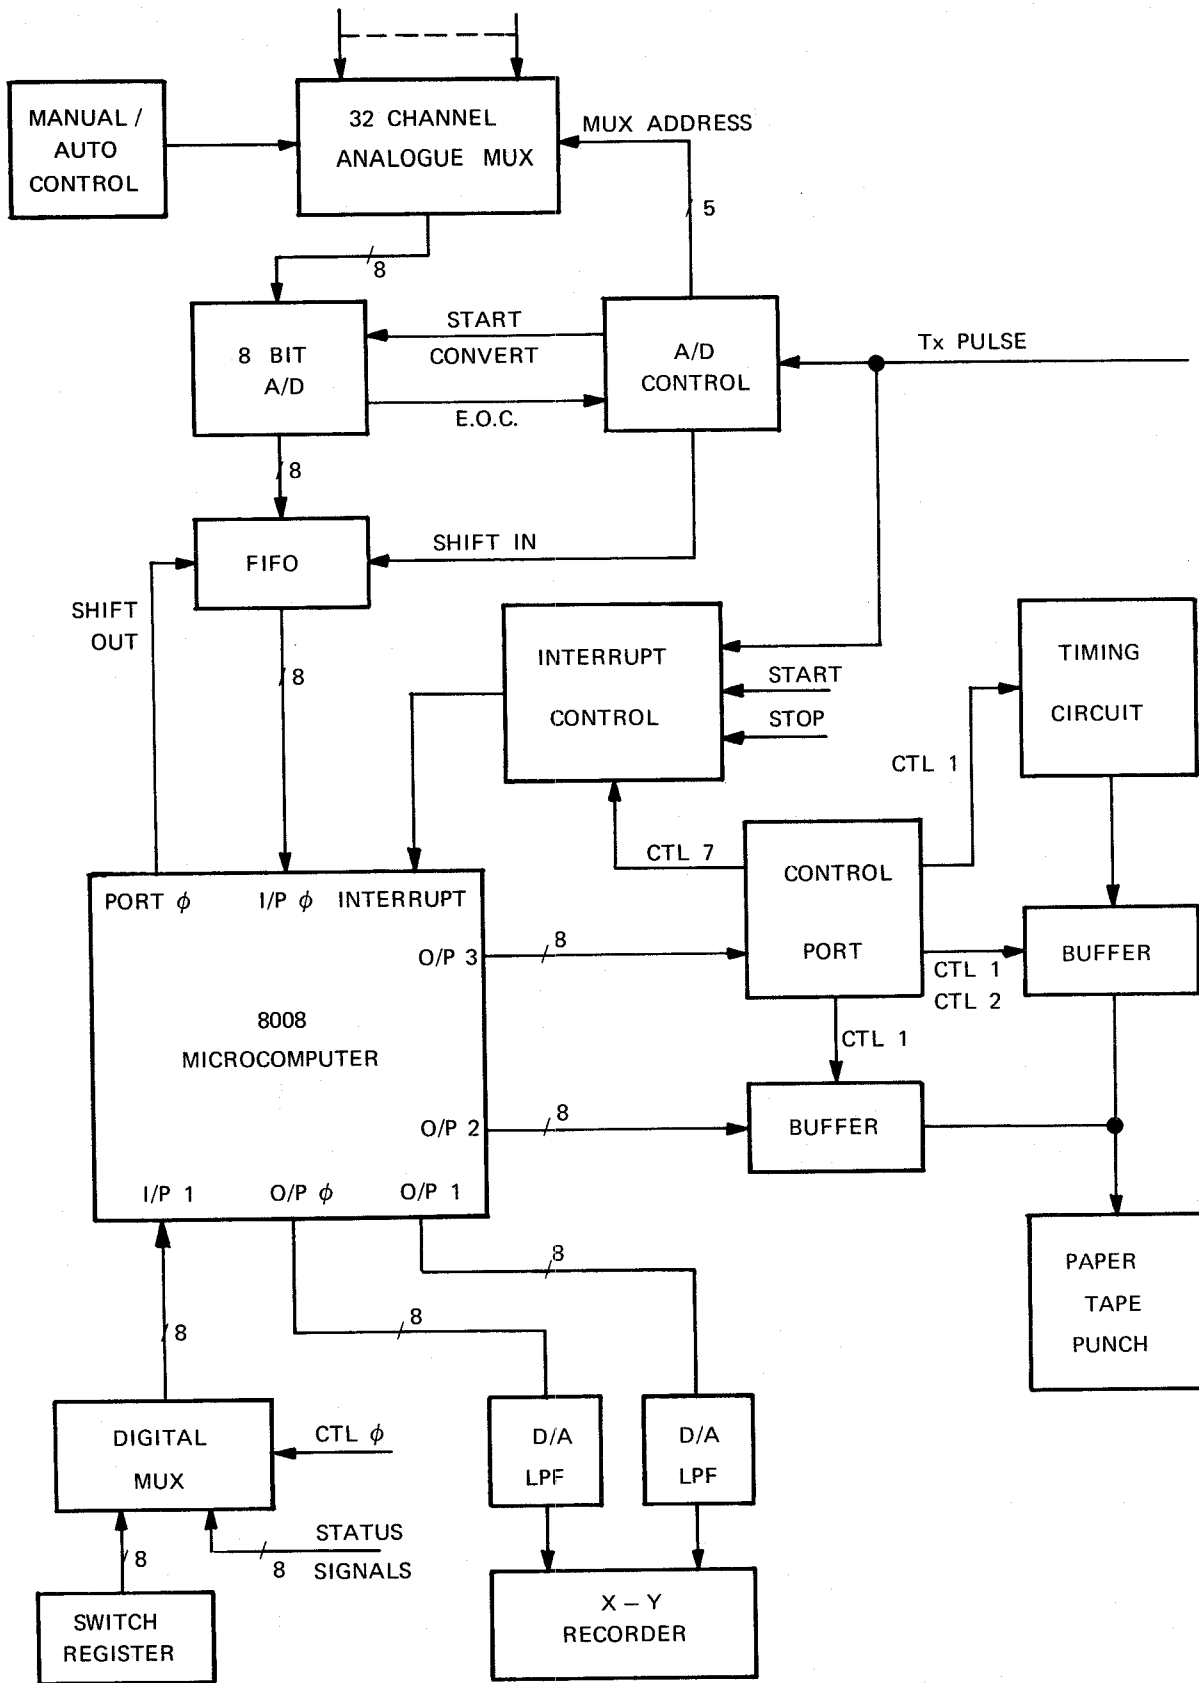 MANUAL /
AUTO
CONTROL
32 CHANNEL
ANALOGUE MUX
MUX ADDRESS
5
8
8 BIT
A/D
START
CONVERT
E.O.C.
A/D
CONTROL
Tx PULSE
8
FIFO
SHIFT IN
SHIFT
OUT
8
INTERRUPT
CONTROL
START
STOP
TIMING
CIRCUIT
CTL 1
CTL 7
CONTROL
PORT
CTL 1
CTL 2
BUFFER
CTL 1
PORT ϕ
I/P ϕ
INTERRUPT
O/P 3
8
8008
MICROCOMPUTER
O/P 2
8
BUFFER
I/P 1
O/P ϕ
O/P 1
8
8
8
PAPER
TAPE
PUNCH
DIGITAL
MUX
CTL ϕ
D/A
LPF
D/A
LPF
8
STATUS
8 SIGNALS
SWITCH
REGISTER
X – Y
RECORDER